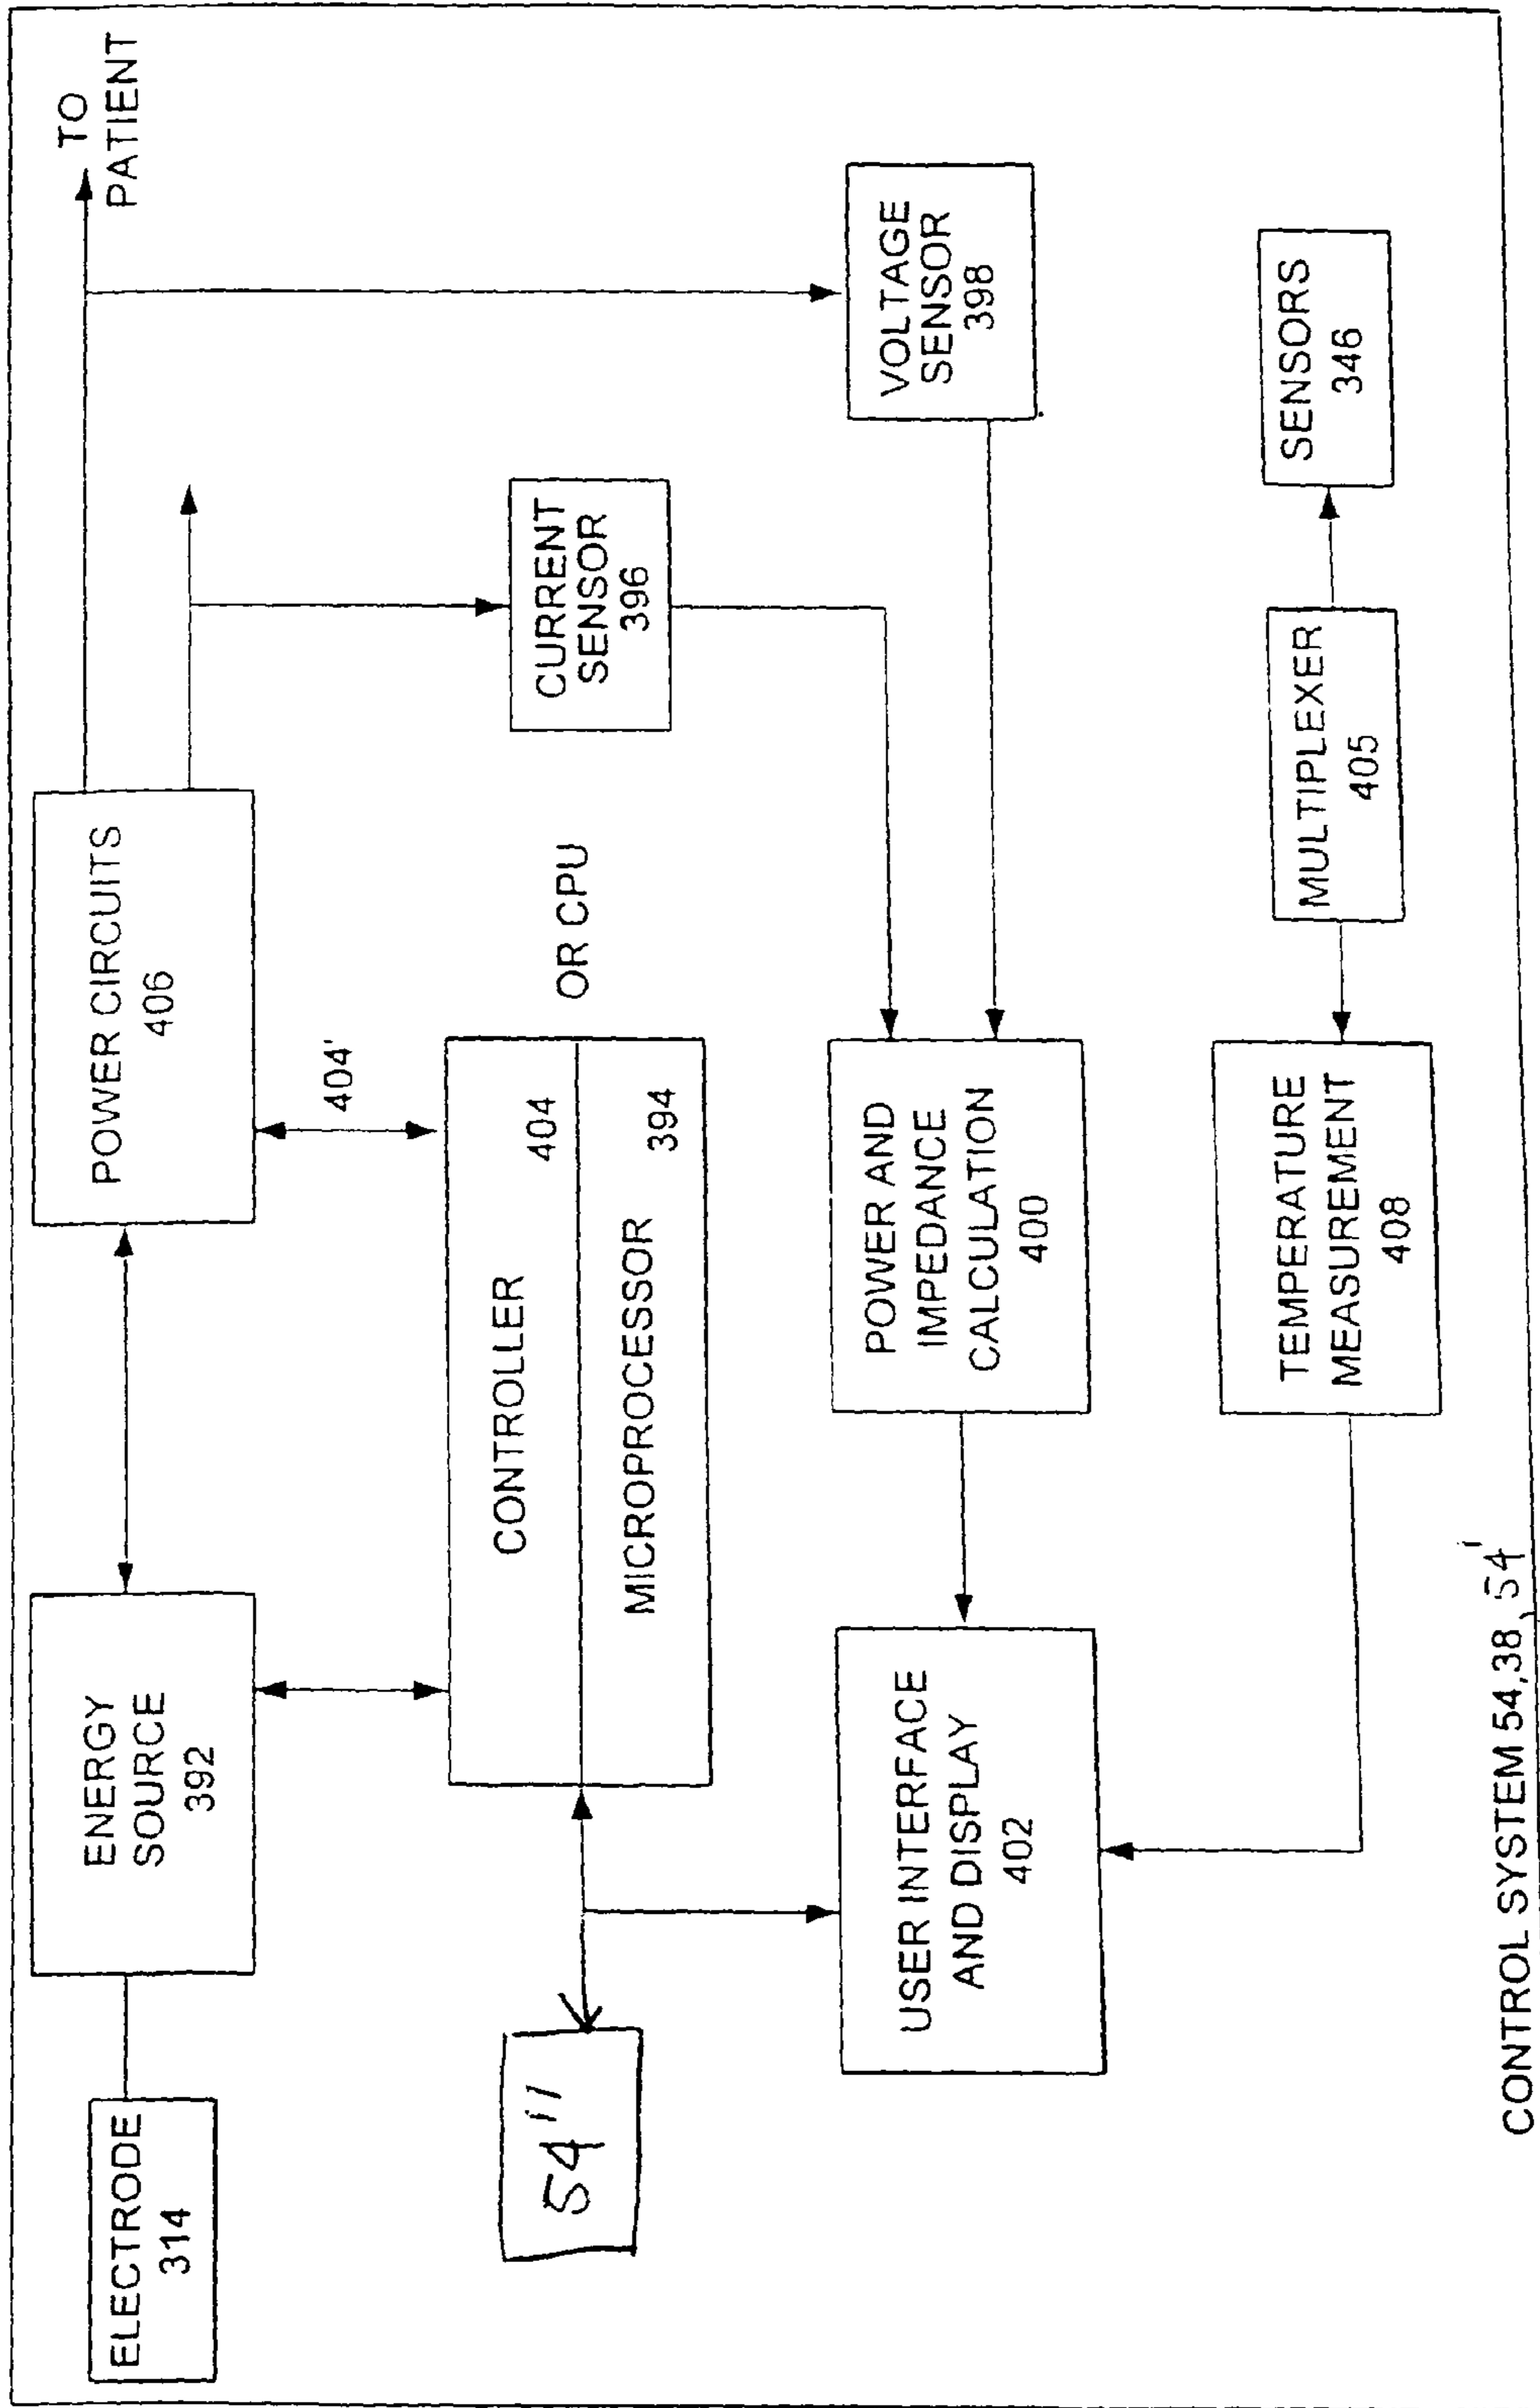 ELECTRODE
314
ENERGY
SOURCE
392
POWER CIRCUITS
406
TO
PATIENT
404'
54''
CONTROLLER
404
MICROPROCESSOR
394
OR CPU
CURRENT
SENSOR
396
VOLTAGE
SENSOR
398
USER INTERFACE
AND DISPLAY
402
POWER AND
IMPEDANCE
CALCULATION
400
TEMPERATURE
MEASUREMENT
408
MULTIPLEXER
405
SENSORS
346
CONTROL SYSTEM 54,38,54'